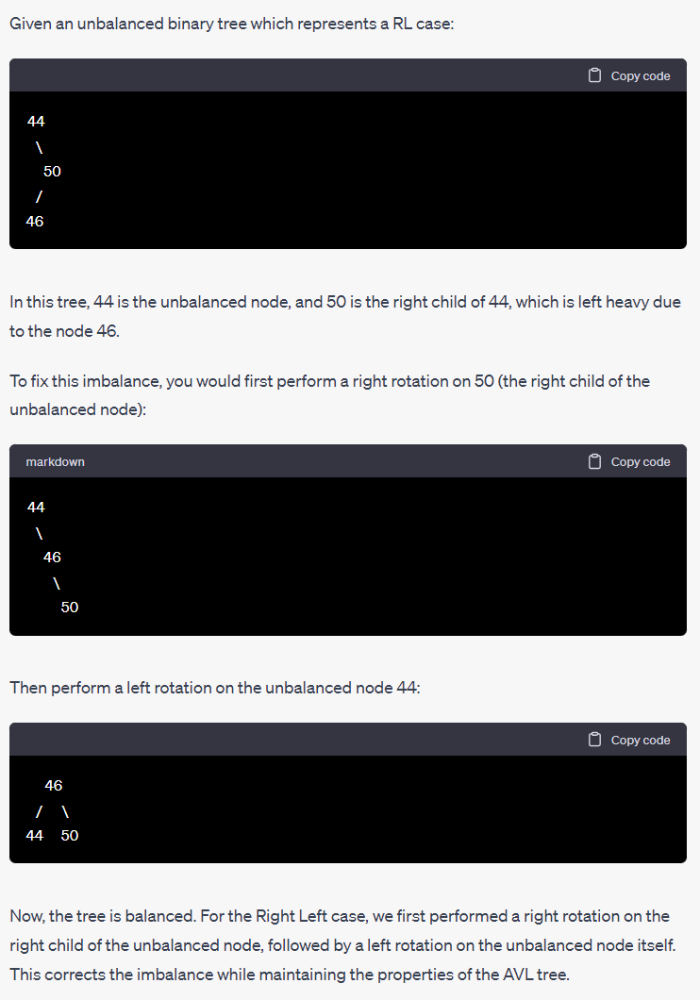 Given an unbalanced binary tree which represents a RL case:
Copy code
44
\
50
/
46
In this tree, 44 is the unbalanced node, and 50 is the right child of 44, which is left heavy due
to the node 46.
To fix this imbalance, you would first perform a right rotation on 50 (the right child of the
unbalanced node):
markdown Copy code
44
\
46
\
50
Then perform a left rotation on the unbalanced node 44:
Copy code
46
/ \
44 50
Now, the tree is balanced. For the Right Left case, we first performed a right rotation on the
right child of the unbalanced node, followed by a left rotation on the unbalanced node itself.
This corrects the imbalance while maintaining the properties of the AVL tree.